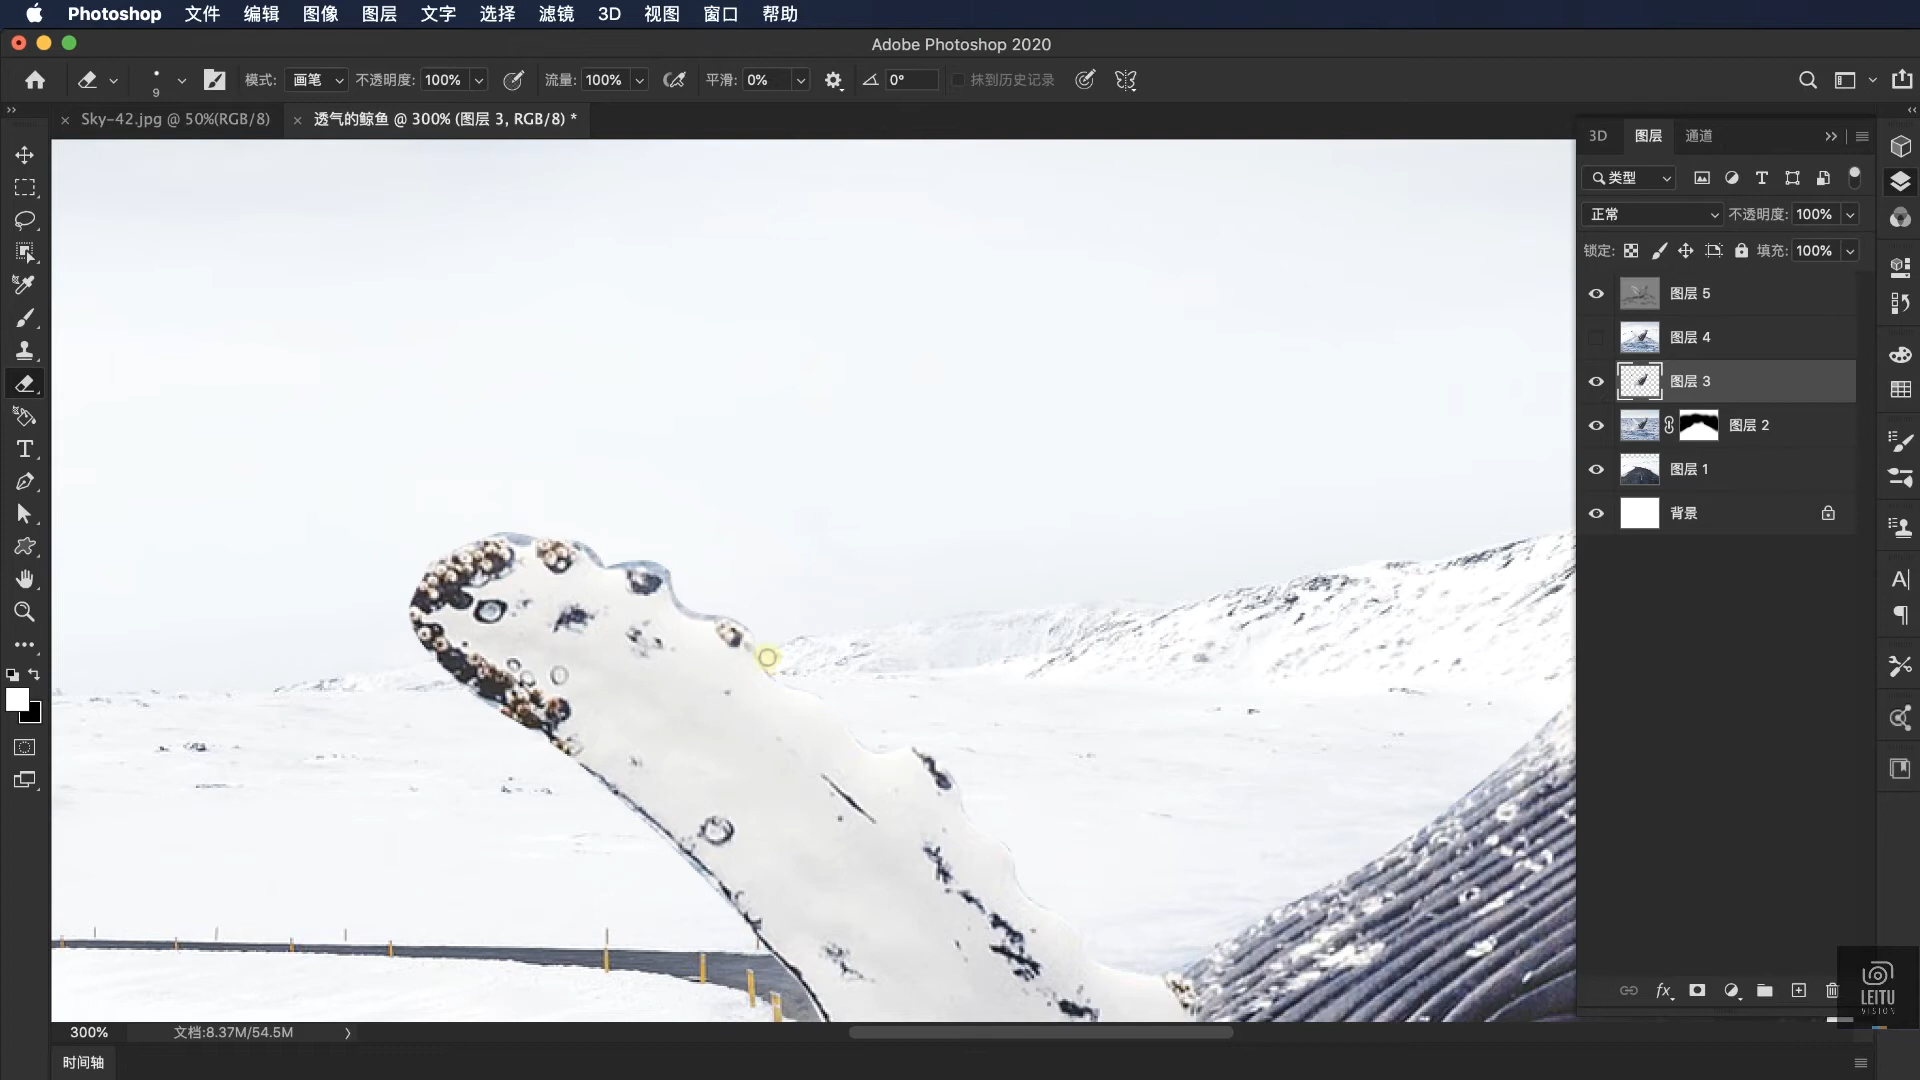 Photoshop 文件 编辑 图像 图层 文字 选择 滤镜 3D 视图 窗口 帮助
Adobe Photoshop 2020
9 模式: 画笔 不透明度: 100% 流量: 100% 平滑: 0% 0° 抹到历史记录
Sky-42.jpg @ 50%(RGB/8) 透气的鲸鱼 @ 300% (图层 3, RGB/8) *
3D 图层 通道
类型
正常 不透明度: 100%
锁定: 填充: 100%
图层 5
图层 4
图层 3
图层 2
图层 1
背景
fx
LEITU
VISION
300% 文档:8.37M/54.5M
时间轴